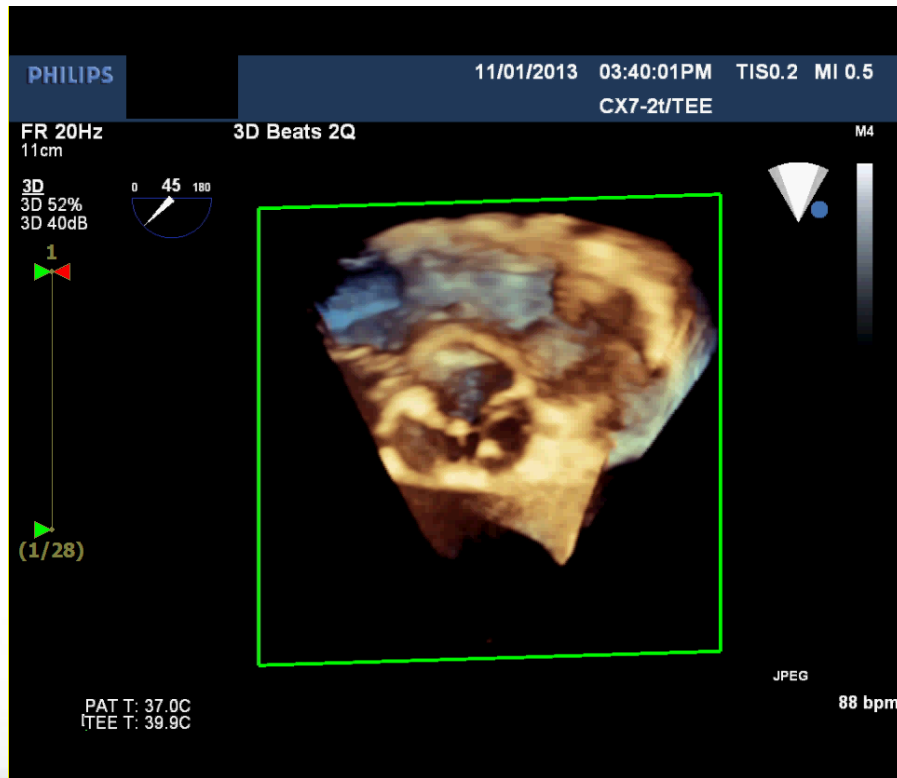 PHILIPS
11/01/2013 03:40:01PM TIS0.2 MI 0.5
CX7-2t/TEE
FR 20Hz
11cm
3D Beats 2Q
M4
3D
3D 52%
3D 40dB
0 45 180
1
(1/28)
JPEG
PAT T: 37.0C
TEE T: 39.9C
88 bpm